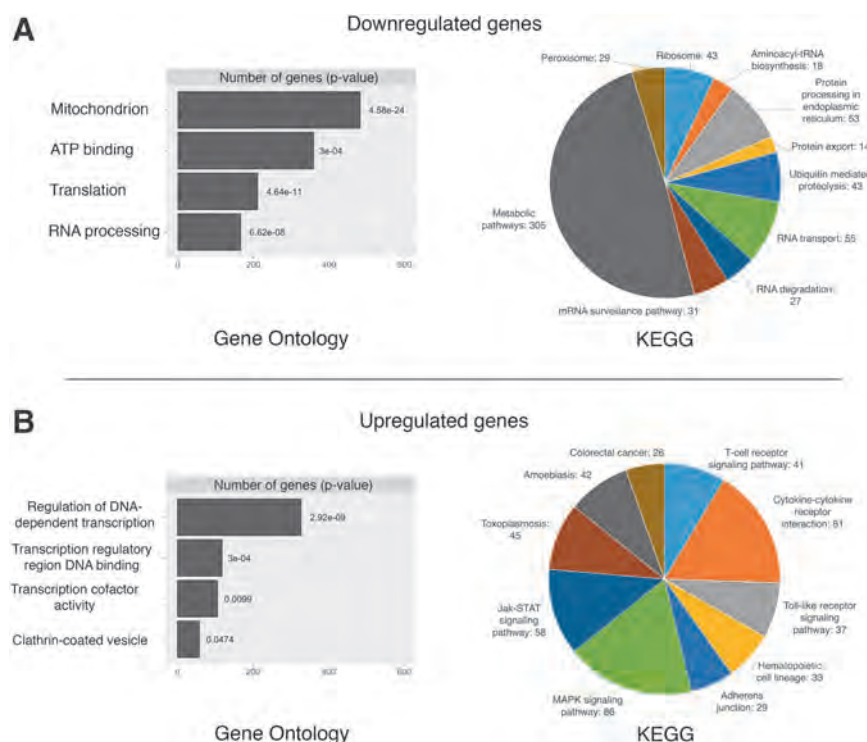 A
Downregulated genes
Number of genes (p-value)
Mitochondrion
4.58e-24
ATP binding
3e-04
Translation
4.64e-11
RNA processing
6.62e-08
0
200
400
600
Gene Ontology
Peroxisome: 29
Ribosome: 43
Aminoacyl-tRNA
biosynthesis: 18
Protein
processing in
endoplasmic
reticulum: 53
Protein export: 14
Ubiquitin mediated
proteolysis: 43
RNA transport: 55
RNA degradation:
27
mRNA surveillance pathway: 31
Metabolic
pathways: 305
KEGG
B
Upregulated genes
Number of genes (p-value)
Regulation of DNA-
dependent transcription
2.92e-09
Transcription regulatory
region DNA binding
3e-04
Transcription cofactor
activity
0.0099
Clathrin-coated vesicle
0.0474
0
200
400
600
Gene Ontology
Colorectal cancer: 26
T-cell receptor
signaling pathway: 41
Cytokine-cytokine
receptor
interaction: 81
Toll-like receptor
signaling
pathway: 37
Hematopoietic
cell lineage: 33
Adherens
junction: 29
MAPK signaling
pathway: 86
Jak-STAT
signaling
pathway: 58
Toxoplasmosis:
45
Amoebiasis: 42
KEGG